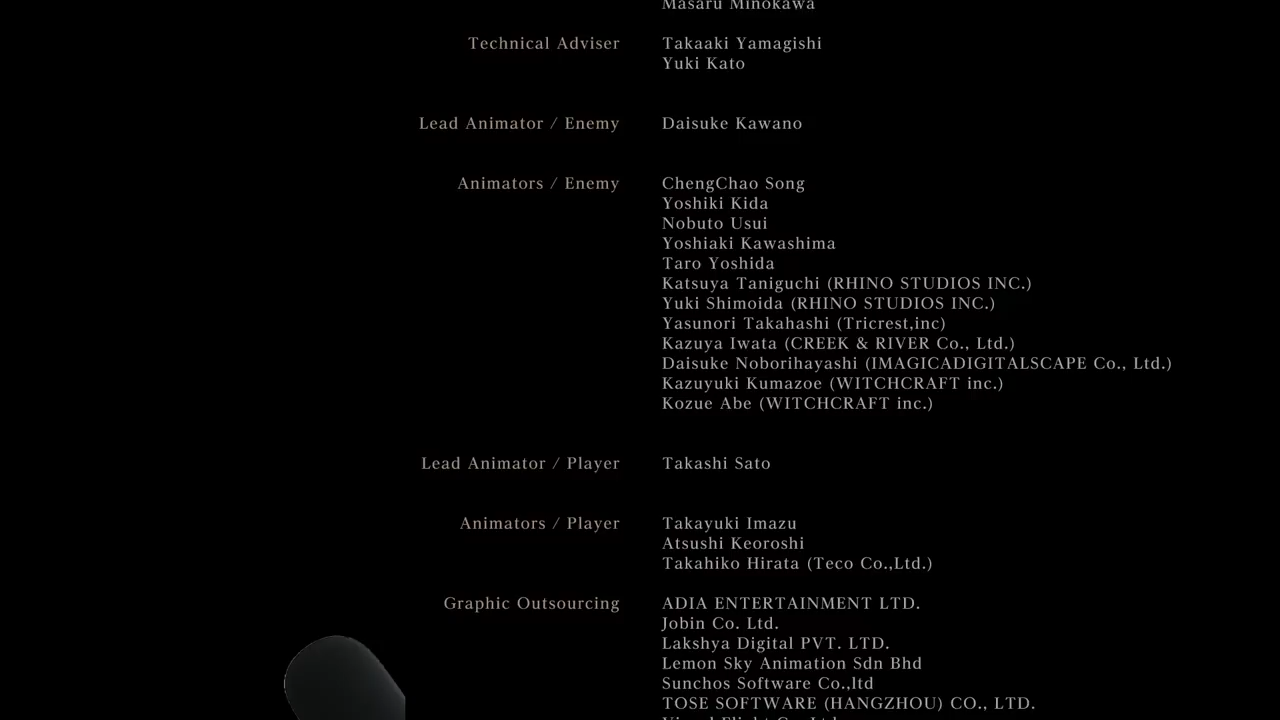 Masaru Minokawa
Technical Adviser Takaaki Yamagishi
Yuki Kato
Lead Animator / Enemy Daisuke Kawano
Animators / Enemy ChengChao Song
Yoshiki Kida
Nobuto Usui
Yoshiaki Kawashima
Taro Yoshida
Katsuya Taniguchi (RHINO STUDIOS INC.)
Yuki Shimoida (RHINO STUDIOS INC.)
Yasunori Takahashi (Tricrest,inc)
Kazuya Iwata (CREEK & RIVER Co., Ltd.)
Daisuke Noborihayashi (IMAGICADIGITALSCAPE Co., Ltd.)
Kazuyuki Kumazoe (WITCHCRAFT inc.)
Kozue Abe (WITCHCRAFT inc.)
Lead Animator / Player Takashi Sato
Animators / Player Takayuki Imazu
Atsushi Keoroshi
Takahiko Hirata (Teco Co.,Ltd.)
Graphic Outsourcing ADIA ENTERTAINMENT LTD.
Jobin Co. Ltd.
Lakshya Digital PVT. LTD.
Lemon Sky Animation Sdn Bhd
Sunchos Software Co.,ltd
TOSE SOFTWARE (HANGZHOU) CO., LTD.